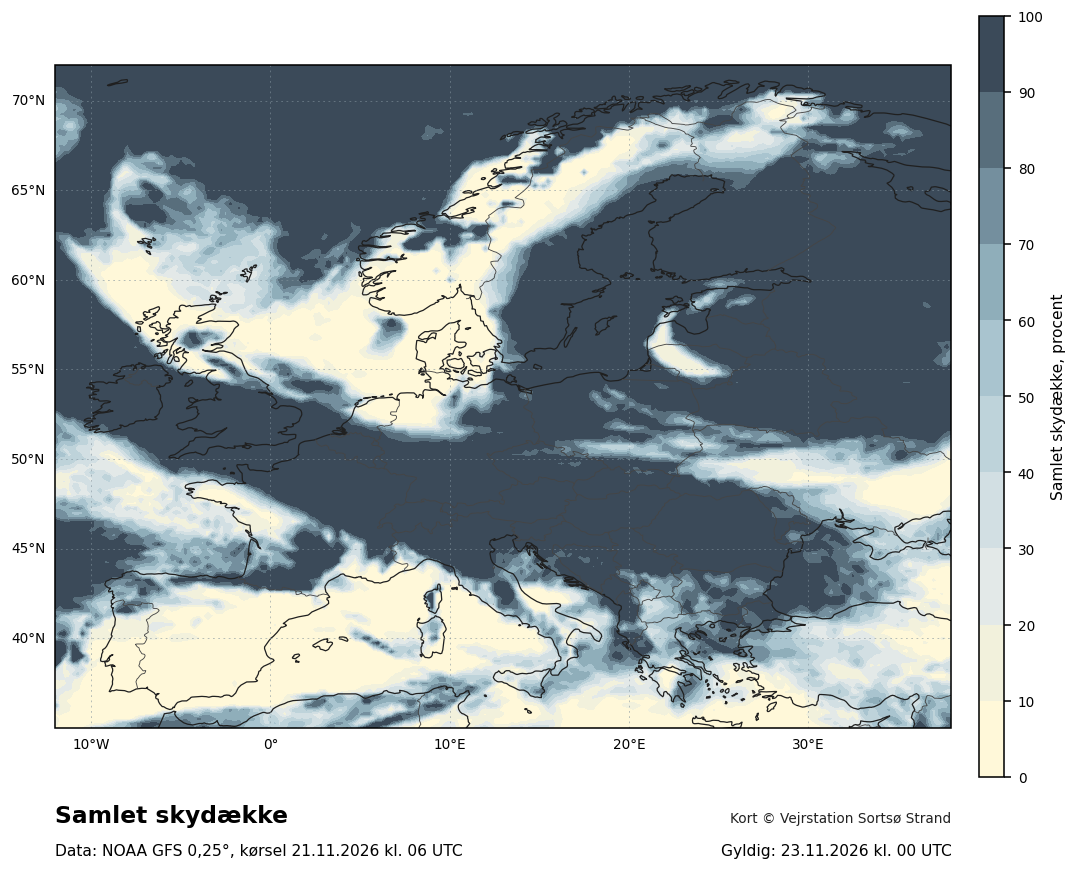 100
90
80
70
60
50
40
30
20
10
0
Samlet skydække, procent
70°N
65°N
60°N
55°N
50°N
45°N
40°N
10°W
0°
10°E
20°E
30°E
Samlet skydække
Kort © Vejrstation Sortsø Strand
Data: NOAA GFS 0,25°, kørsel 21.11.2026 kl. 06 UTC
Gyldig: 23.11.2026 kl. 00 UTC